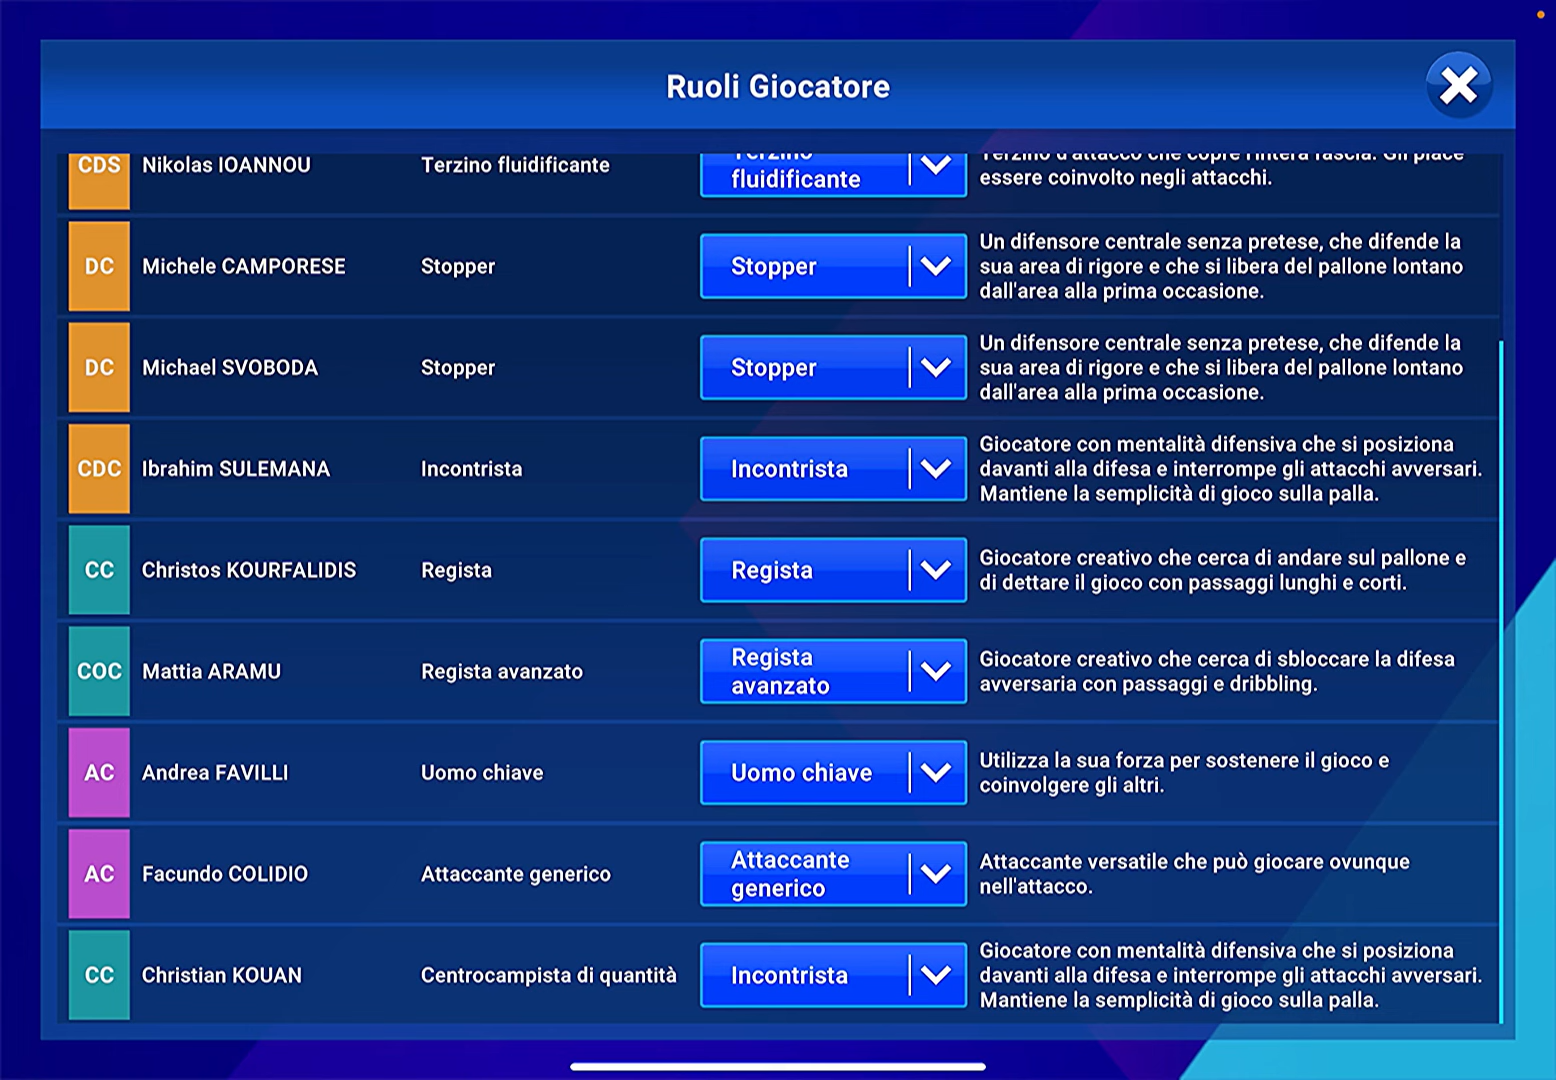 Ruoli Giocatore
CDS Nikolas IOANNOU Terzino fluidificante Terzino fluidificante Terzino d'attacco che copre l'intera fascia. Gli piace
essere coinvolto negli attacchi.
DC Michele CAMPORESE Stopper Stopper Un difensore centrale senza pretese, che difende la
sua area di rigore e che si libera del pallone lontano
dall'area alla prima occasione.
DC Michael SVOBODA Stopper Stopper Un difensore centrale senza pretese, che difende la
sua area di rigore e che si libera del pallone lontano
dall'area alla prima occasione.
CDC Ibrahim SULEMANA Incontrista Incontrista Giocatore con mentalità difensiva che si posiziona
davanti alla difesa e interrompe gli attacchi avversari.
Mantiene la semplicità di gioco sulla palla.
CC Christos KOURFALIDIS Regista Regista Giocatore creativo che cerca di andare sul pallone e
di dettare il gioco con passaggi lunghi e corti.
COC Mattia ARAMU Regista avanzato Regista avanzato Giocatore creativo che cerca di sbloccare la difesa
avversaria con passaggi e dribbling.
AC Andrea FAVILLI Uomo chiave Uomo chiave Utilizza la sua forza per sostenere il gioco e
coinvolgere gli altri.
AC Facundo COLIDIO Attaccante generico Attaccante generico Attaccante versatile che può giocare ovunque
nell'attacco.
CC Christian KOUAN Centrocampista di quantità Incontrista Giocatore con mentalità difensiva che si posiziona
davanti alla difesa e interrompe gli attacchi avversari.
Mantiene la semplicità di gioco sulla palla.